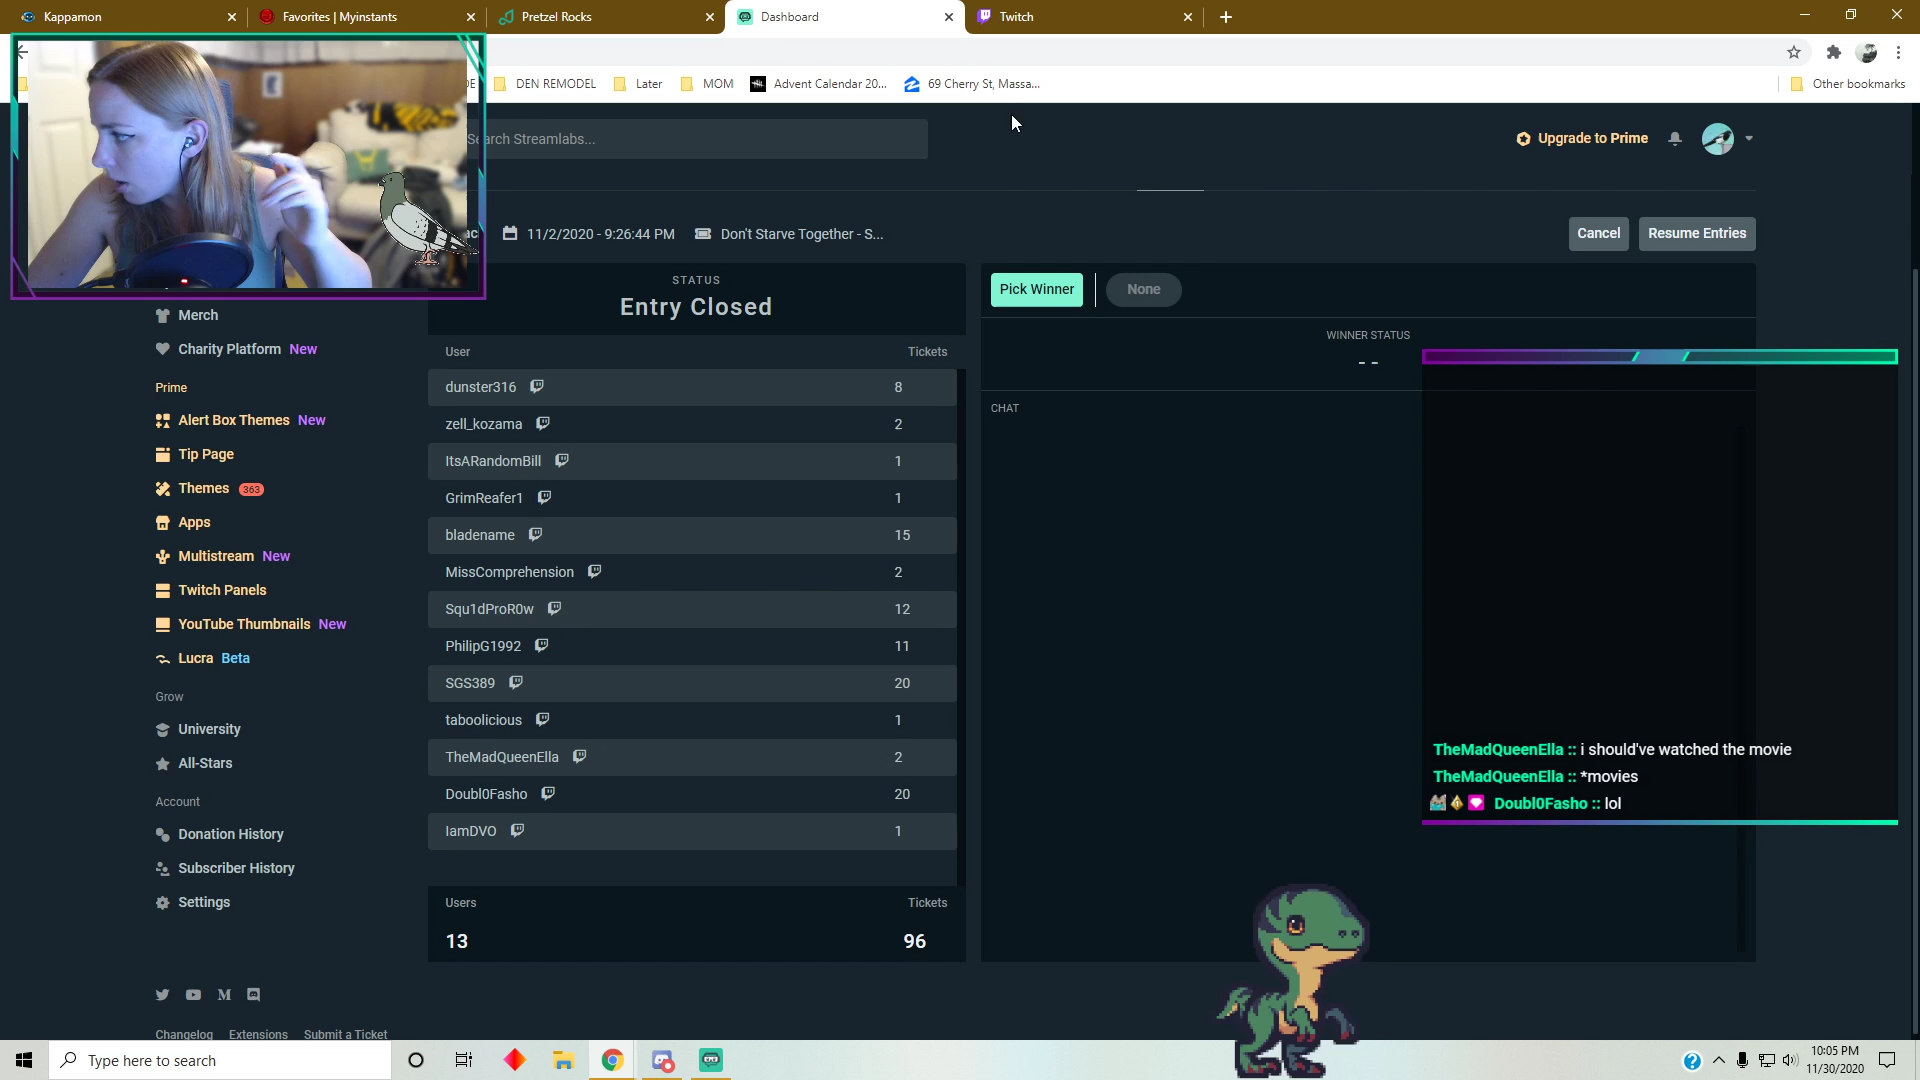 Kappamon
Favorites | Myinstants
Pretzel Rocks
Dashboard
Twitch
DEN REMODEL
Later
MOM
Advent Calendar 20...
69 Cherry St, Massa...
Other bookmarks
Search Streamlabs...
Upgrade to Prime
11/2/2020 - 9:26:44 PM
Don't Starve Together - S...
Cancel
Resume Entries
STATUS
Entry Closed
Pick Winner
None
WINNER STATUS
- -
CHAT
Merch
Charity Platform New
Prime
Alert Box Themes New
Tip Page
Themes 363
Apps
Multistream New
Twitch Panels
YouTube Thumbnails New
Lucra Beta
Grow
University
All-Stars
Account
Donation History
Subscriber History
Settings
Changelog Extensions Submit a Ticket
User Tickets
dunster316 8
zell_kozama 2
ItsARandomBill 1
GrimReafer1 1
bladename 15
MissComprehension 2
Squ1dProR0w 12
PhilipG1992 11
SGS389 20
taboolicious 1
TheMadQueenElla 2
Doubl0Fasho 20
IamDVO 1
Users Tickets
13 96
TheMadQueenElla :: i should've watched the movie
TheMadQueenElla :: *movies
Doubl0Fasho :: lol
Type here to search
10:05 PM
11/30/2020